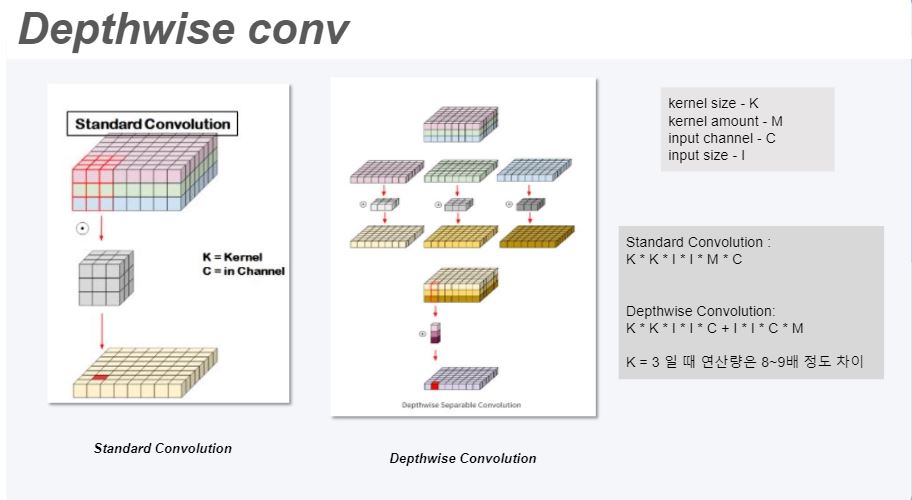 Depthwise conv
Standard Convolution
K = Kernel
C = in Channel
Standard Convolution
Depthwise Separable Convolution
Depthwise Convolution
kernel size - K
kernel amount - M
input channel - C
input size - I
Standard Convolution :
K * K * I * I * M * C
Depthwise Convolution:
K * K * I * I * C + I * I * C * M
K = 3 일 때 연산량은 8~9배 정도 차이